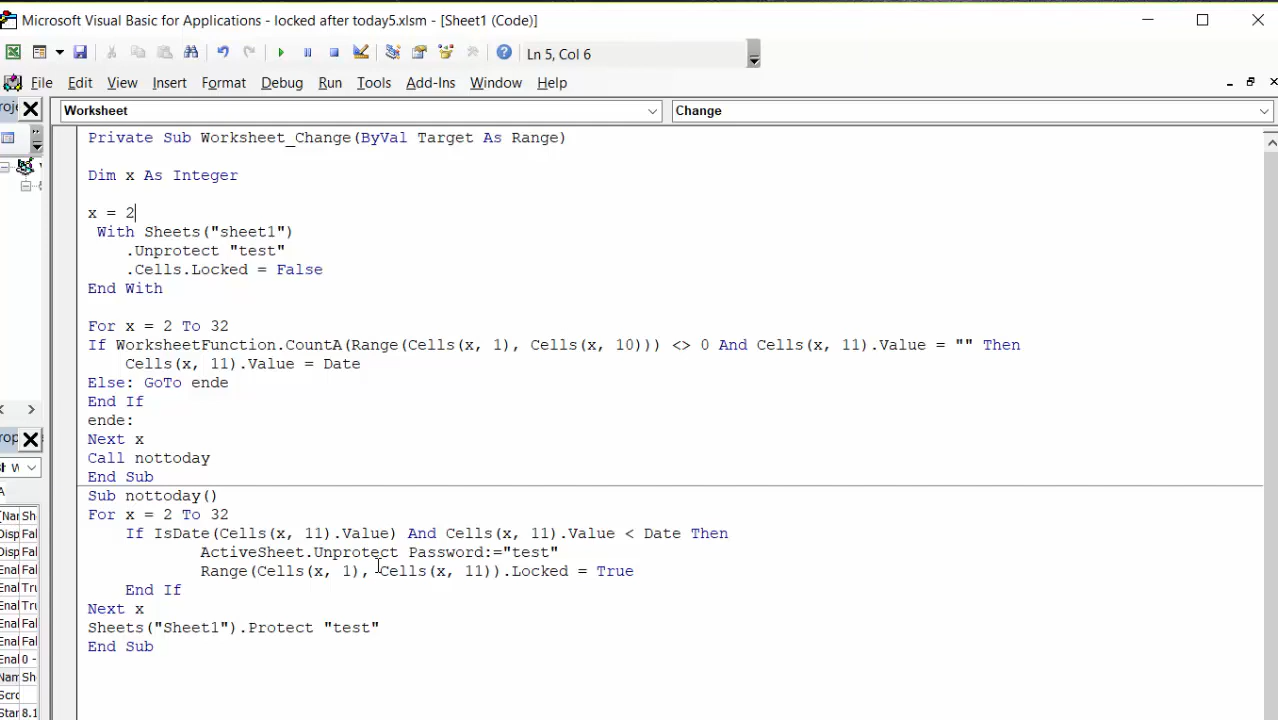 Microsoft Visual Basic for Applications - locked after today5.xlsm - [Sheet1 (Code)]
Ln 5, Col 6
File Edit View Insert Format Debug Run Tools Add-Ins Window Help
Worksheet
Change
Private Sub Worksheet_Change(ByVal Target As Range)
Dim x As Integer
x = 2
With Sheets("sheet1")
.Unprotect "test"
.Cells.Locked = False
End With
For x = 2 To 32
If WorksheetFunction.CountA(Range(Cells(x, 1), Cells(x, 10))) <> 0 And Cells(x, 11).Value = "" Then
Cells(x, 11).Value = Date
Else: GoTo ende
End If
ende:
Next x
Call nottoday
End Sub
Sub nottoday()
For x = 2 To 32
If IsDate(Cells(x, 11).Value) And Cells(x, 11).Value < Date Then
ActiveSheet.Unprotect Password:="test"
Range(Cells(x, 1), Cells(x, 11)).Locked = True
End If
Next x
Sheets("Sheet1").Protect "test"
End Sub